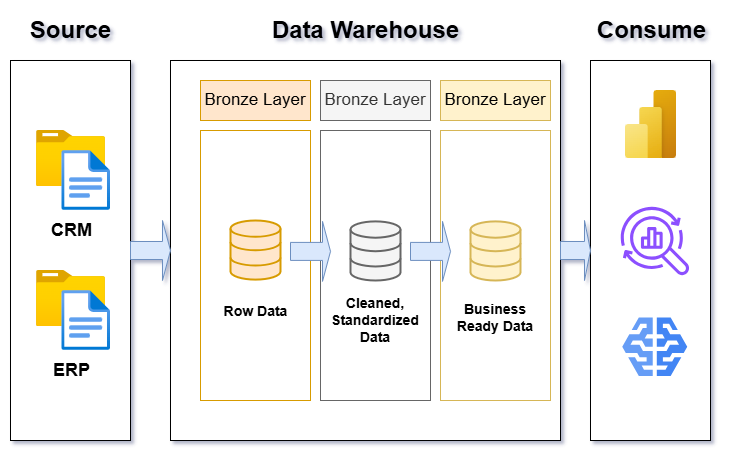 Source
Data Warehouse
Consume
Bronze Layer
Bronze Layer
Bronze Layer
CRM
ERP
Row Data
Cleaned,
Standardized
Data
Business
Ready Data